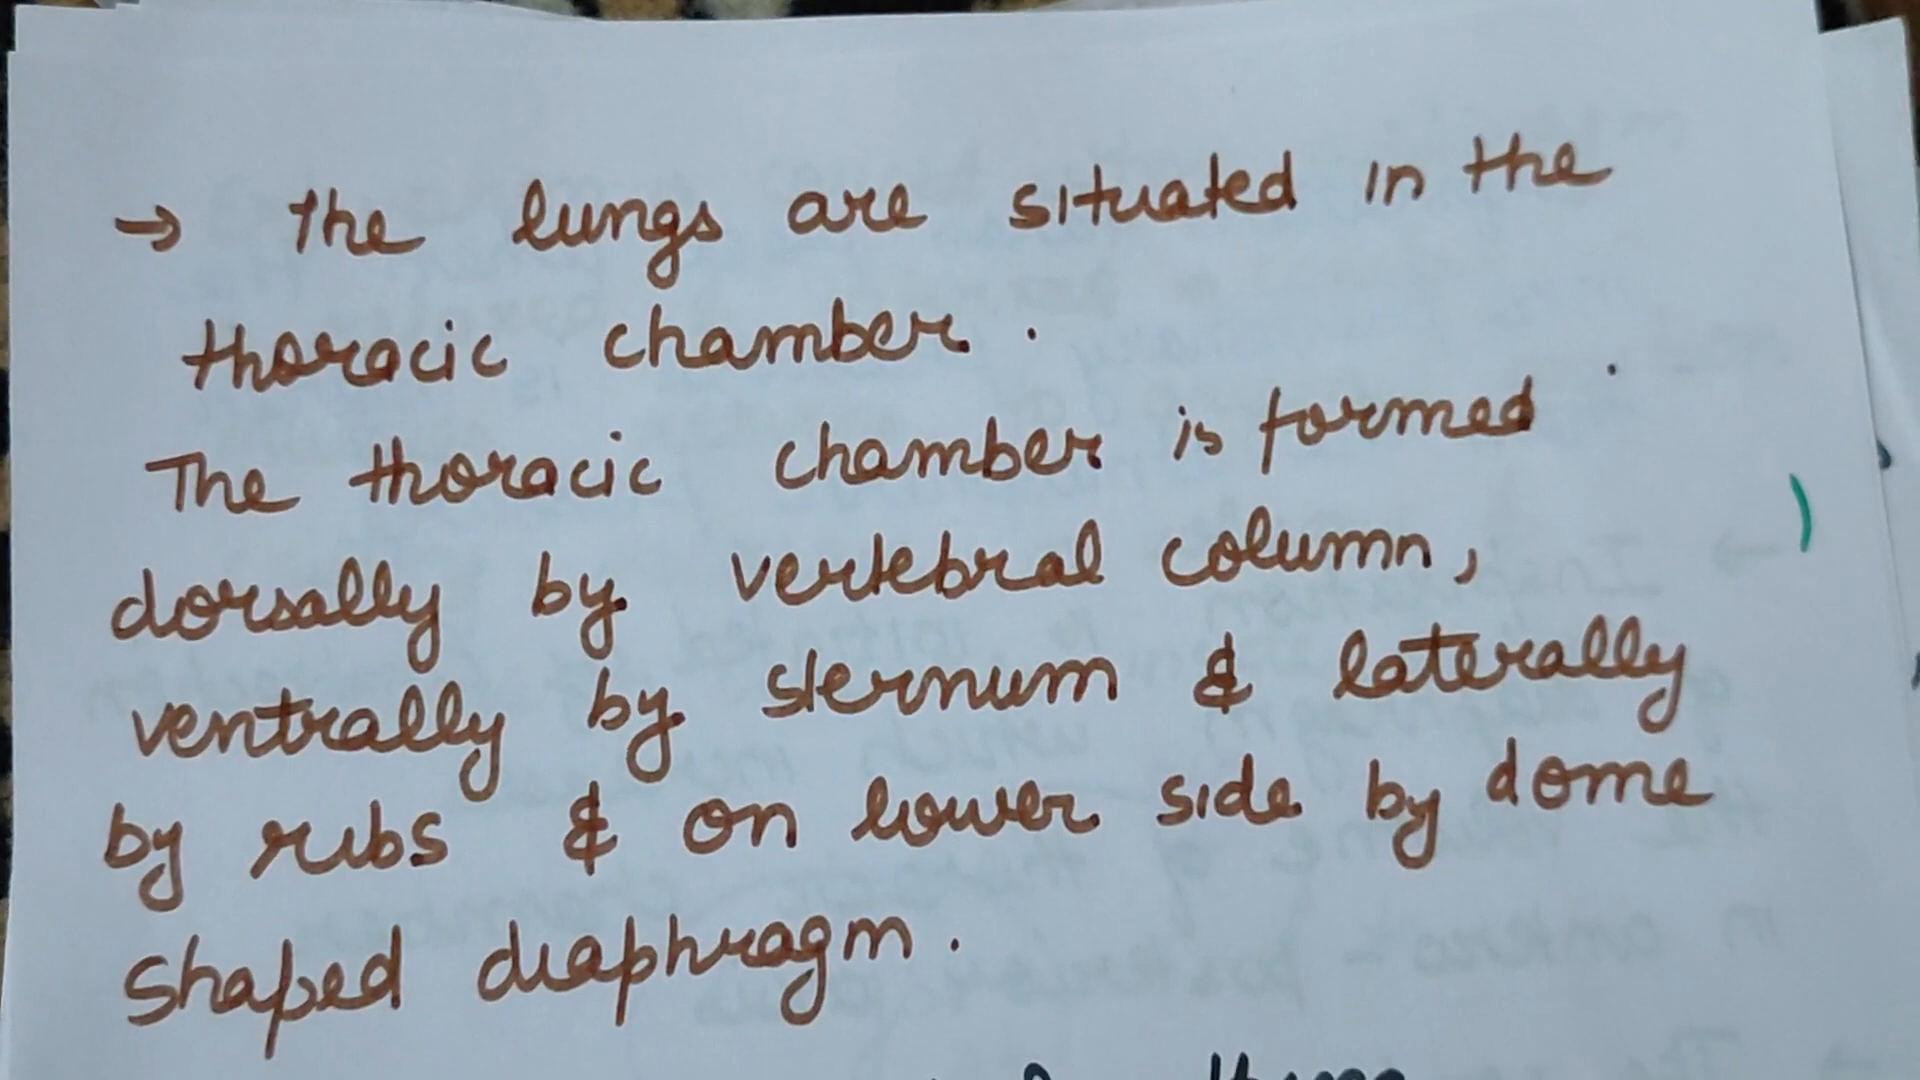 → The lungs are situated in the
thoracic chamber.
The thoracic chamber is formed
dorsally by vertebral column,
ventrally by sternum & laterally
by ribs & on lower side by dome
shaped diaphragm.